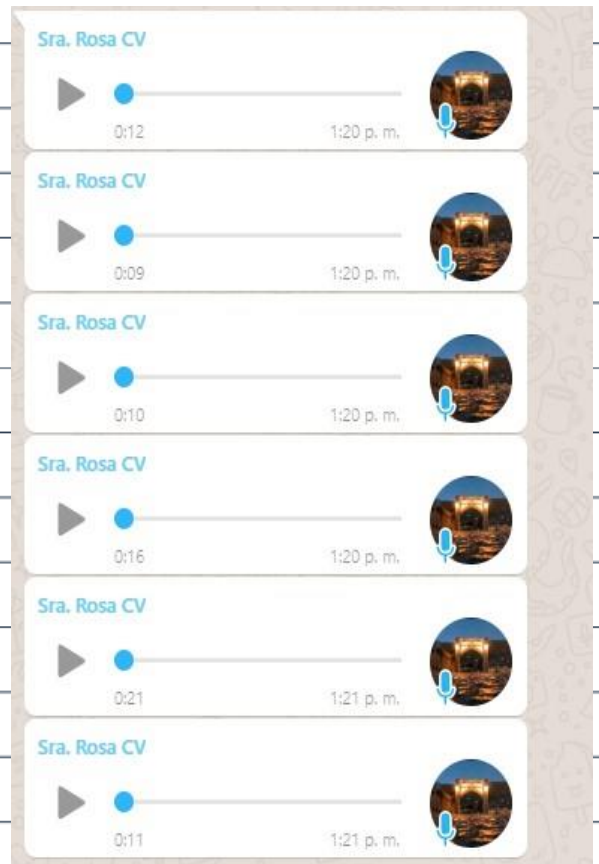 Sra. Rosa CV
0:12 1:20 p. m.
Sra. Rosa CV
0:09 1:20 p. m.
Sra. Rosa CV
0:10 1:20 p. m.
Sra. Rosa CV
0:16 1:20 p. m.
Sra. Rosa CV
0:21 1:21 p. m.
Sra. Rosa CV
0:11 1:21 p. m.